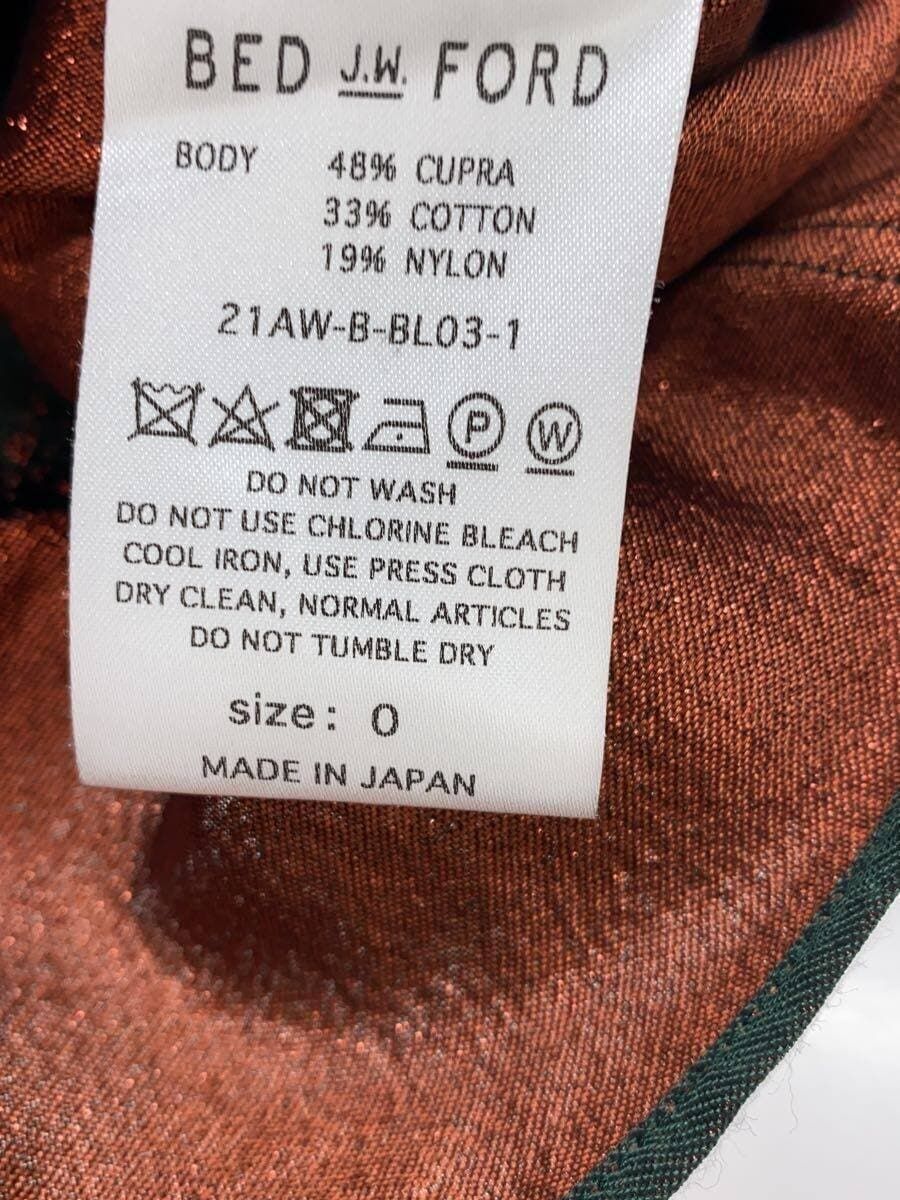 BED J.W. FORD
BODY 48% CUPRA
33% COTTON
19% NYLON
21AW-B-BL03-1
P W
DO NOT WASH
DO NOT USE CHLORINE BLEACH
COOL IRON, USE PRESS CLOTH
DRY CLEAN, NORMAL ARTICLES
DO NOT TUMBLE DRY
size: 0
MADE IN JAPAN